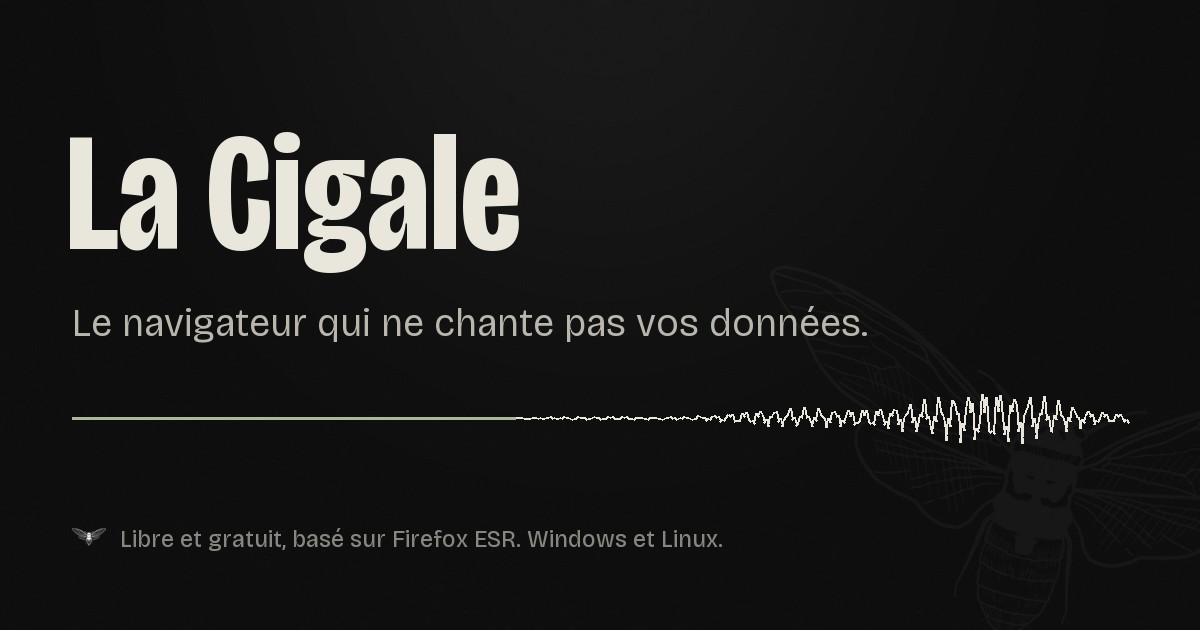 La Cigale
Le navigateur qui ne chante pas vos données.
Libre et gratuit, basé sur Firefox ESR. Windows et Linux.